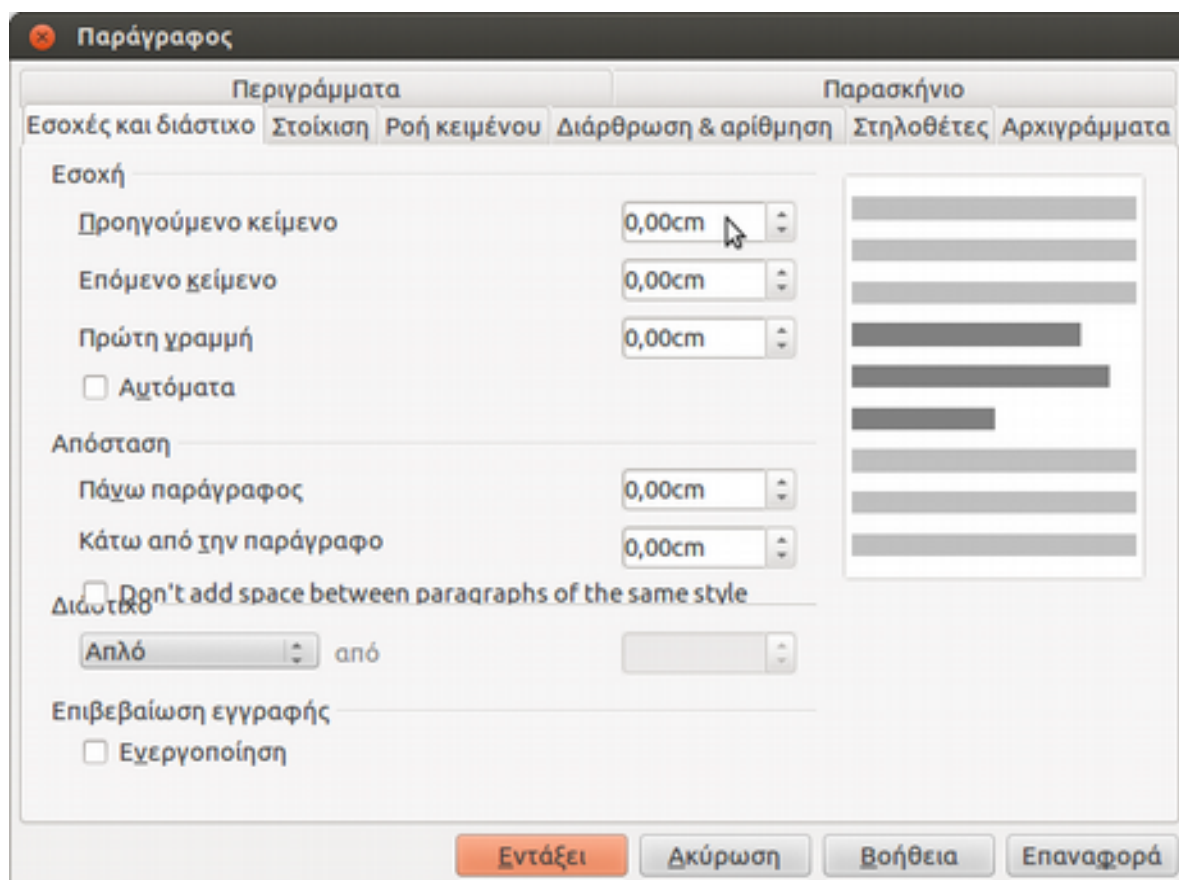 Παράγραφος
Περιγράμματα Παρασκήνιο
Εσοχές και διάστιχο Στοίχιση Ροή κειμένου Διάρθρωση & αρίθμηση Στηλοθέτες Αρχιγράμματα
Εσοχή
Προηγούμενο κείμενο 0,00cm
Επόμενο κείμενο 0,00cm
Πρώτη γραμμή 0,00cm
Αυτόματα
Απόσταση
Πάνω παράγραφος 0,00cm
Κάτω από την παράγραφο 0,00cm
Don't add space between paragraphs of the same style
Διάστιχο
Απλό από
Επιβεβαίωση εγγραφής
Ενεργοποίηση
Εντάξει Ακύρωση Βοήθεια Επαναφορά